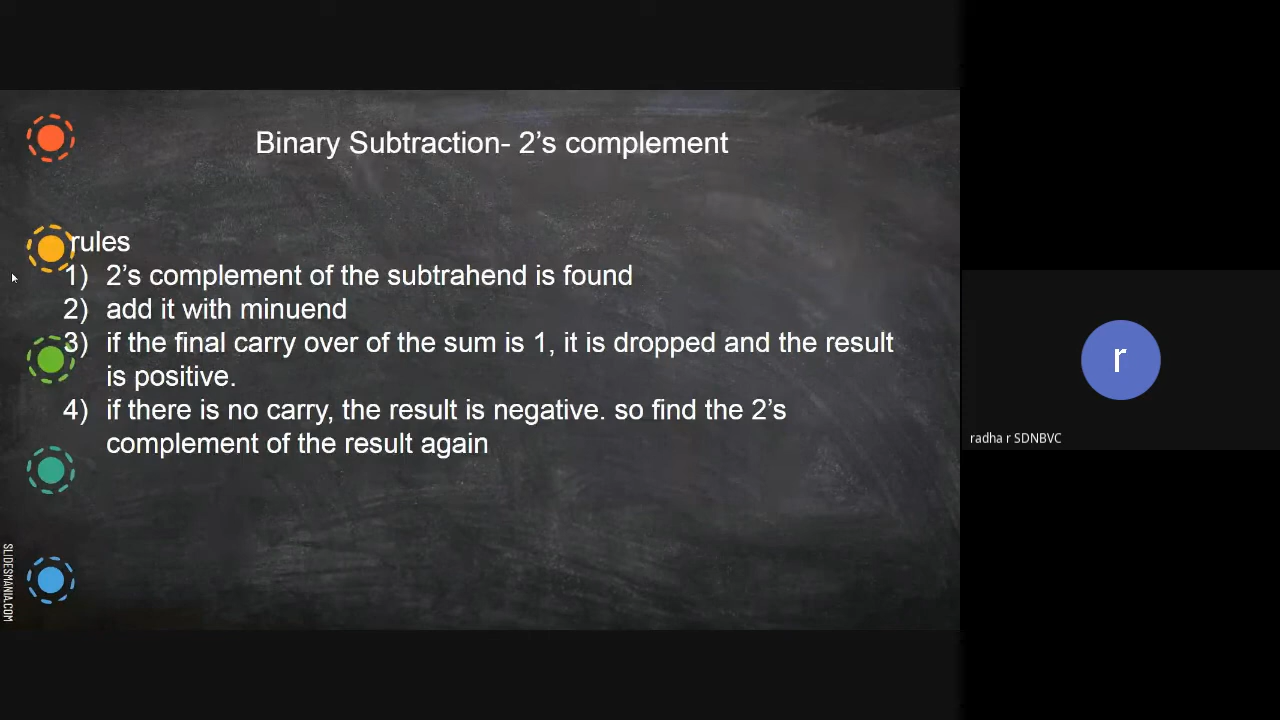 Binary Subtraction- 2’s complement
rules
1) 2’s complement of the subtrahend is found
2) add it with minuend
3) if the final carry over of the sum is 1, it is dropped and the result
is positive.
4) if there is no carry, the result is negative. so find the 2’s
complement of the result again
SLIDESMANIA.COM
r
radha r SDNBVC